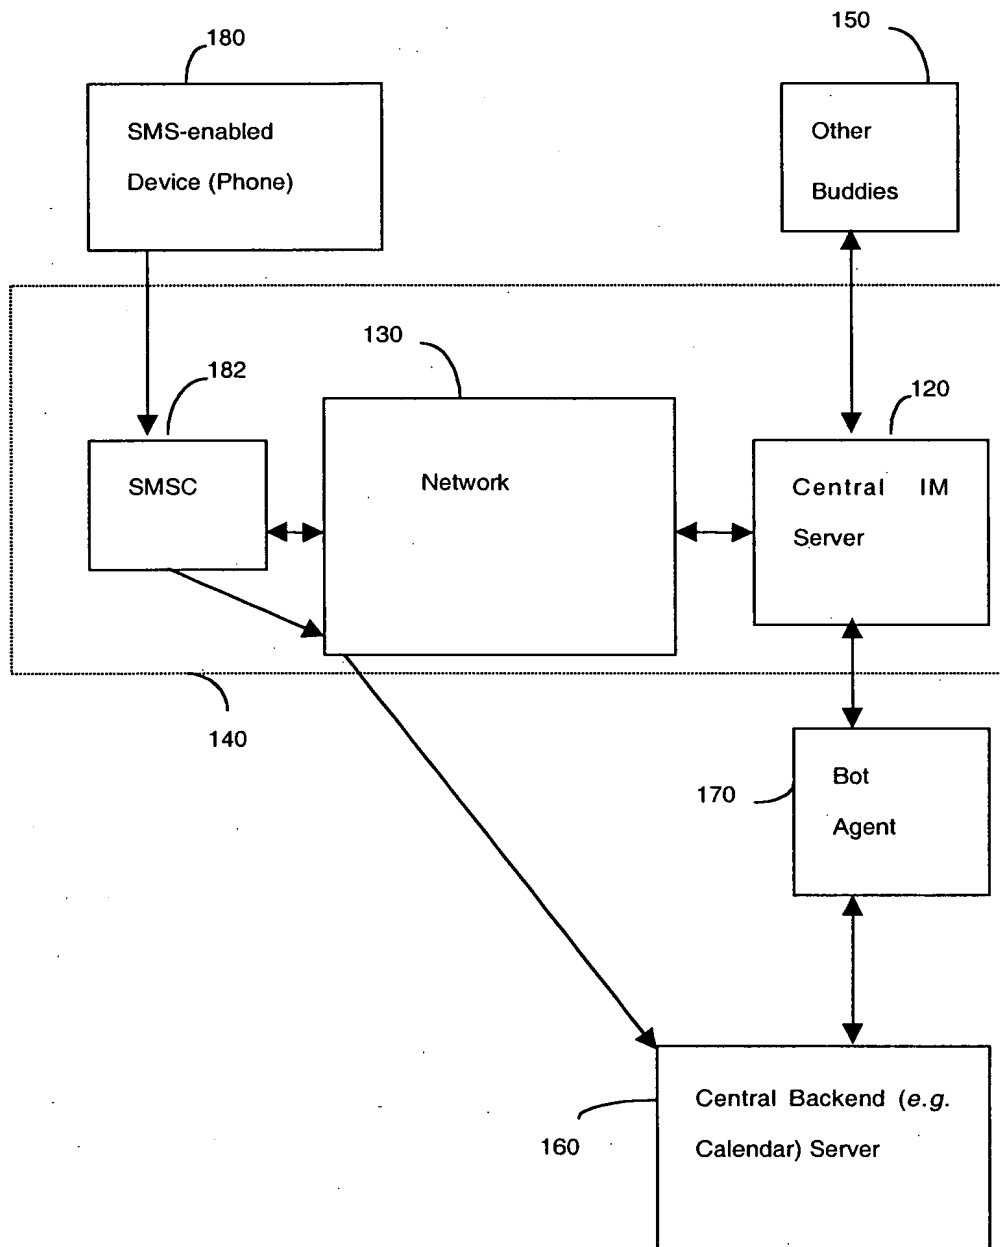 180
150
SMS-enabled
Device (Phone)
Other
Buddies
130
182
120
SMSC
Network
Central IM
Server
140
170
Bot
Agent
160
Central Backend (e.g.
Calendar) Server